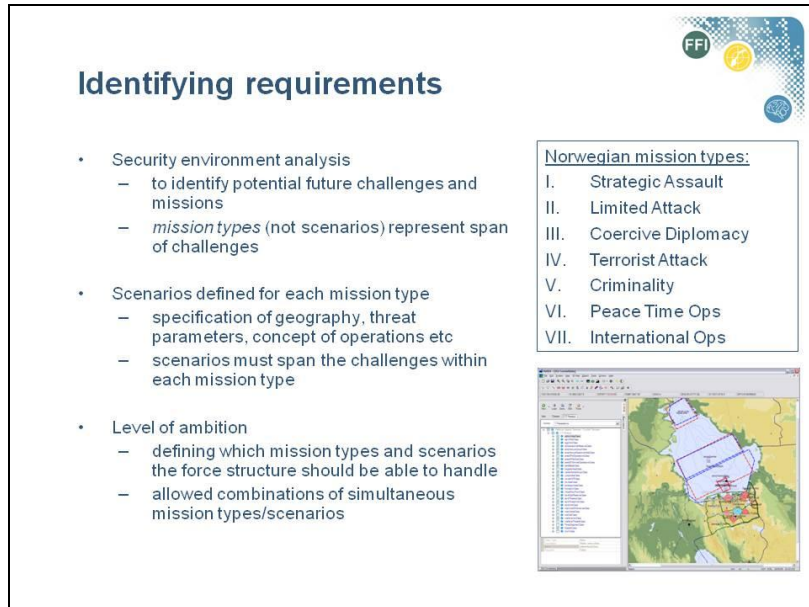 FFI
Identifying requirements
• Security environment analysis
– to identify potential future challenges and
missions
– mission types (not scenarios) represent span
of challenges
• Scenarios defined for each mission type
– specification of geography, threat
parameters, concept of operations etc
– scenarios must span the challenges within
each mission type
• Level of ambition
– defining which mission types and scenarios
the force structure should be able to handle
– allowed combinations of simultaneous
mission types/scenarios
Norwegian mission types:
I. Strategic Assault
II. Limited Attack
III. Coercive Diplomacy
IV. Terrorist Attack
V. Criminality
VI. Peace Time Ops
VII. International Ops